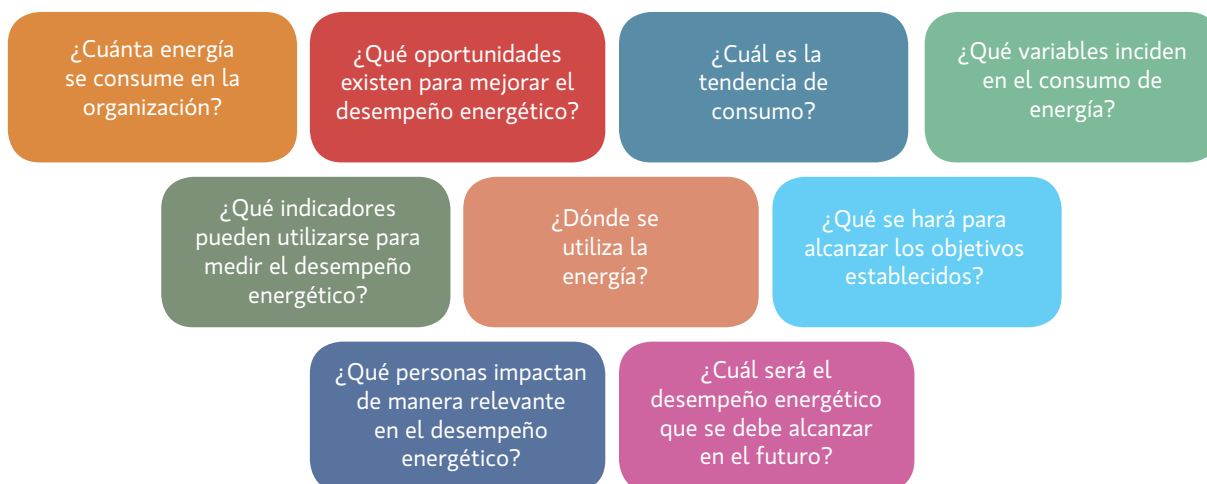 ¿Cuánta energía
se consume en la
organización?
¿Qué oportunidades
existen para mejorar el
desempeño energético?
¿Cuál es la
tendencia de
consumo?
¿Qué variables inciden
en el consumo de
energía?
¿Qué indicadores
pueden utilizarse para
medir el desempeño
energético?
¿Dónde se
utiliza la
energía?
¿Qué se hará para
alcanzar los objetivos
establecidos?
¿Qué personas impactan
de manera relevante
en el desempeño
energético?
¿Cuál será el
desempeño energético
que se debe alcanzar
en el futuro?